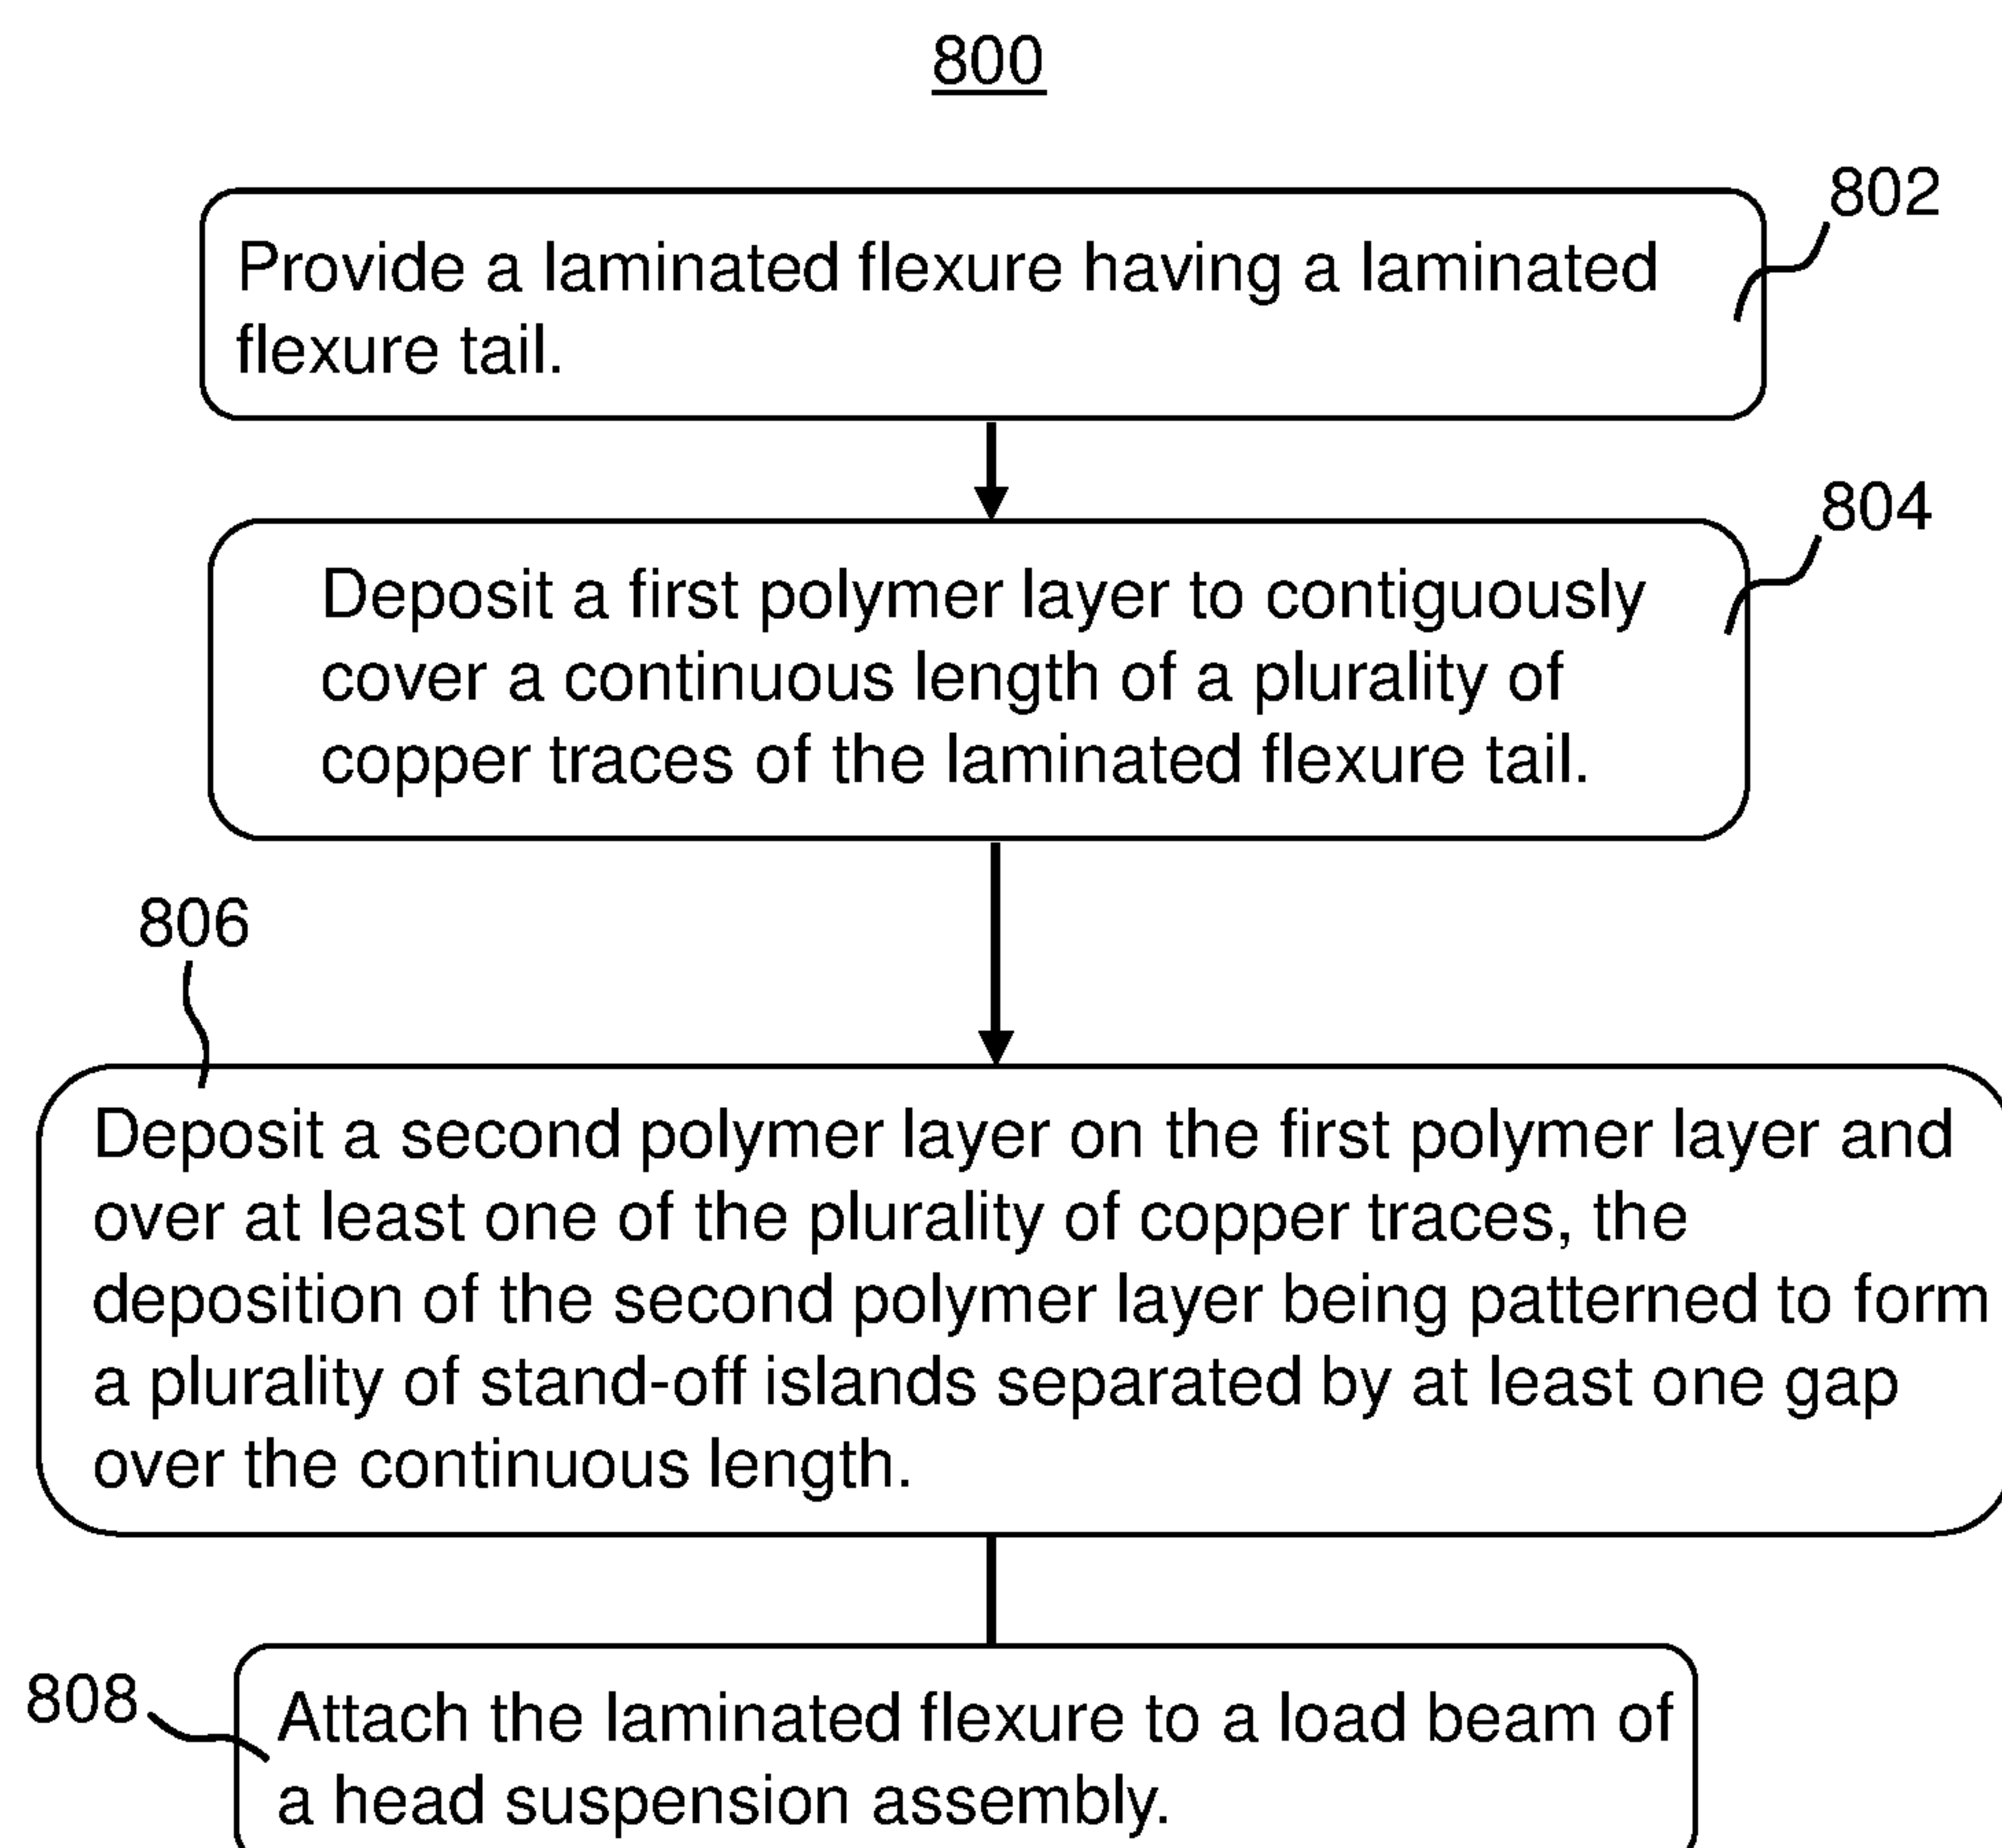 800
802
Provide a laminated flexure having a laminated
flexure tail.
804
Deposit a first polymer layer to contiguously
cover a continuous length of a plurality of
copper traces of the laminated flexure tail.
806
Deposit a second polymer layer on the first polymer layer and
over at least one of the plurality of copper traces, the
deposition of the second polymer layer being patterned to form
a plurality of stand-off islands separated by at least one gap
over the continuous length.
808
Attach the laminated flexure to a load beam of
a head suspension assembly.